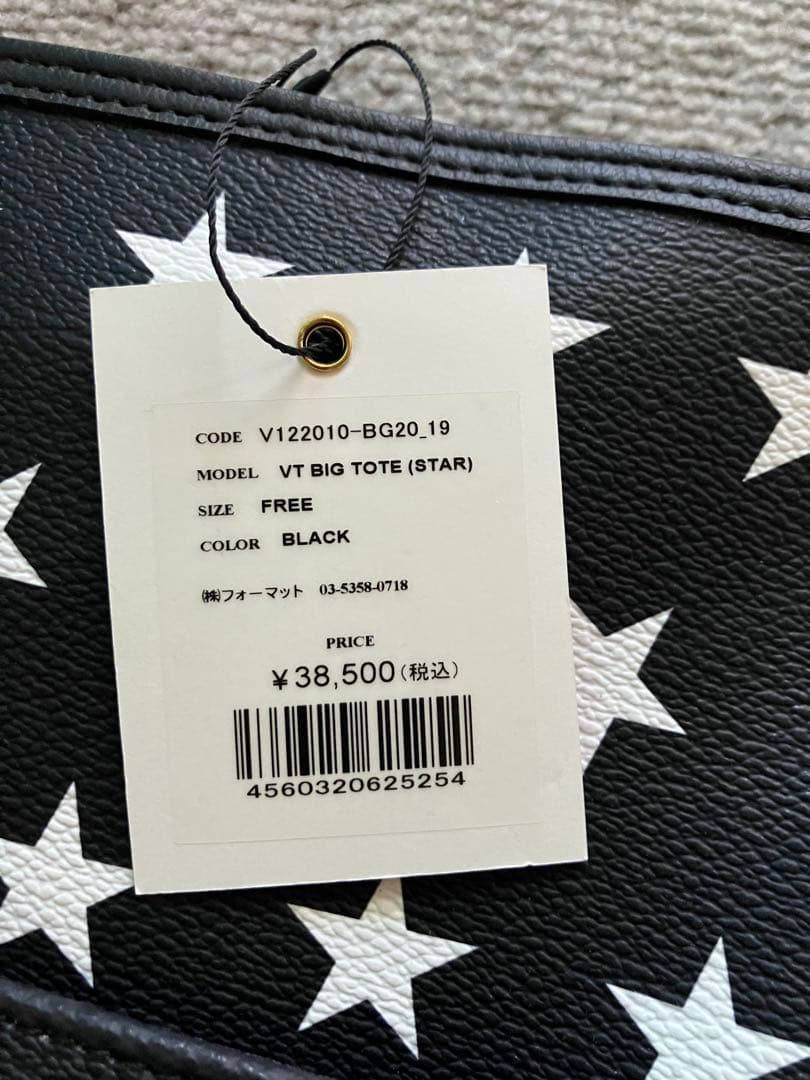 CODE V122010-BG20_19
MODEL VT BIG TOTE (STAR)
SIZE FREE
COLOR BLACK
㈱フォーマット 03-5358-0718
PRICE
¥38,500(税込)
4560320625254